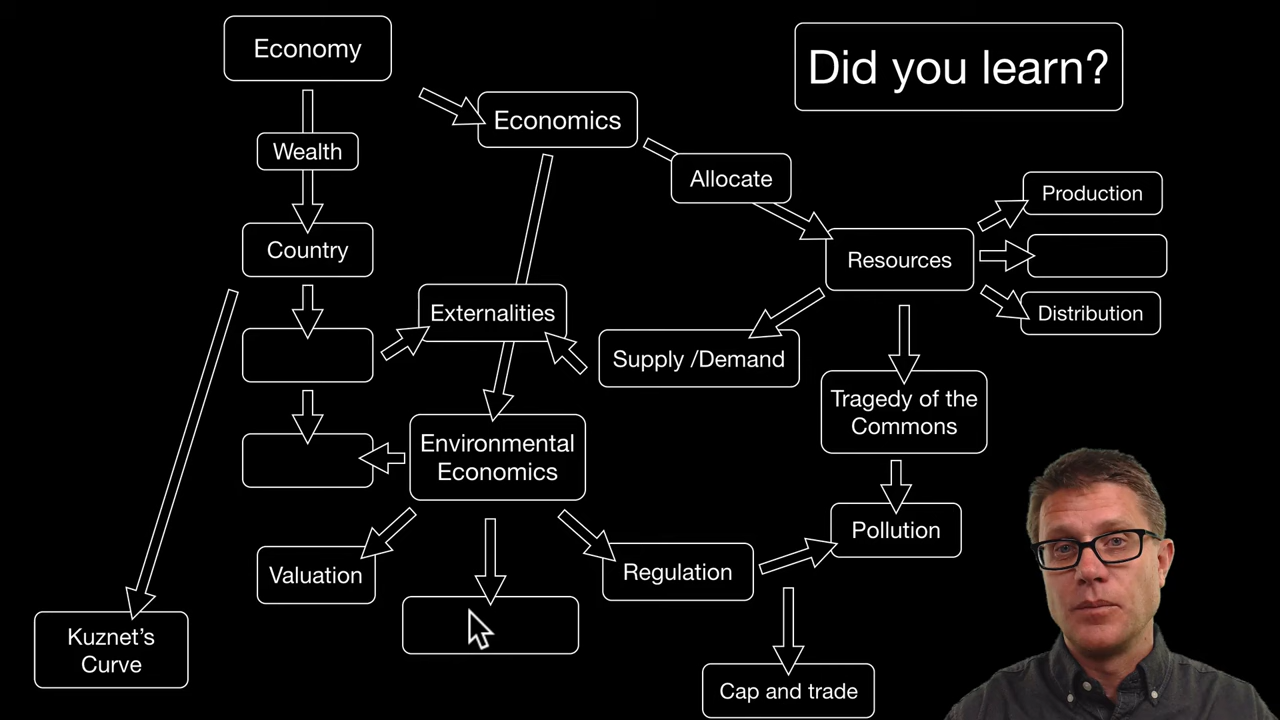 Economy
Did you learn?
Economics
Wealth
Allocate
Production
Country
Resources
Externalities
Distribution
Supply /Demand
Tragedy of the
Commons
Environmental
Economics
Pollution
Valuation
Regulation
Kuznet's
Curve
Cap and trade